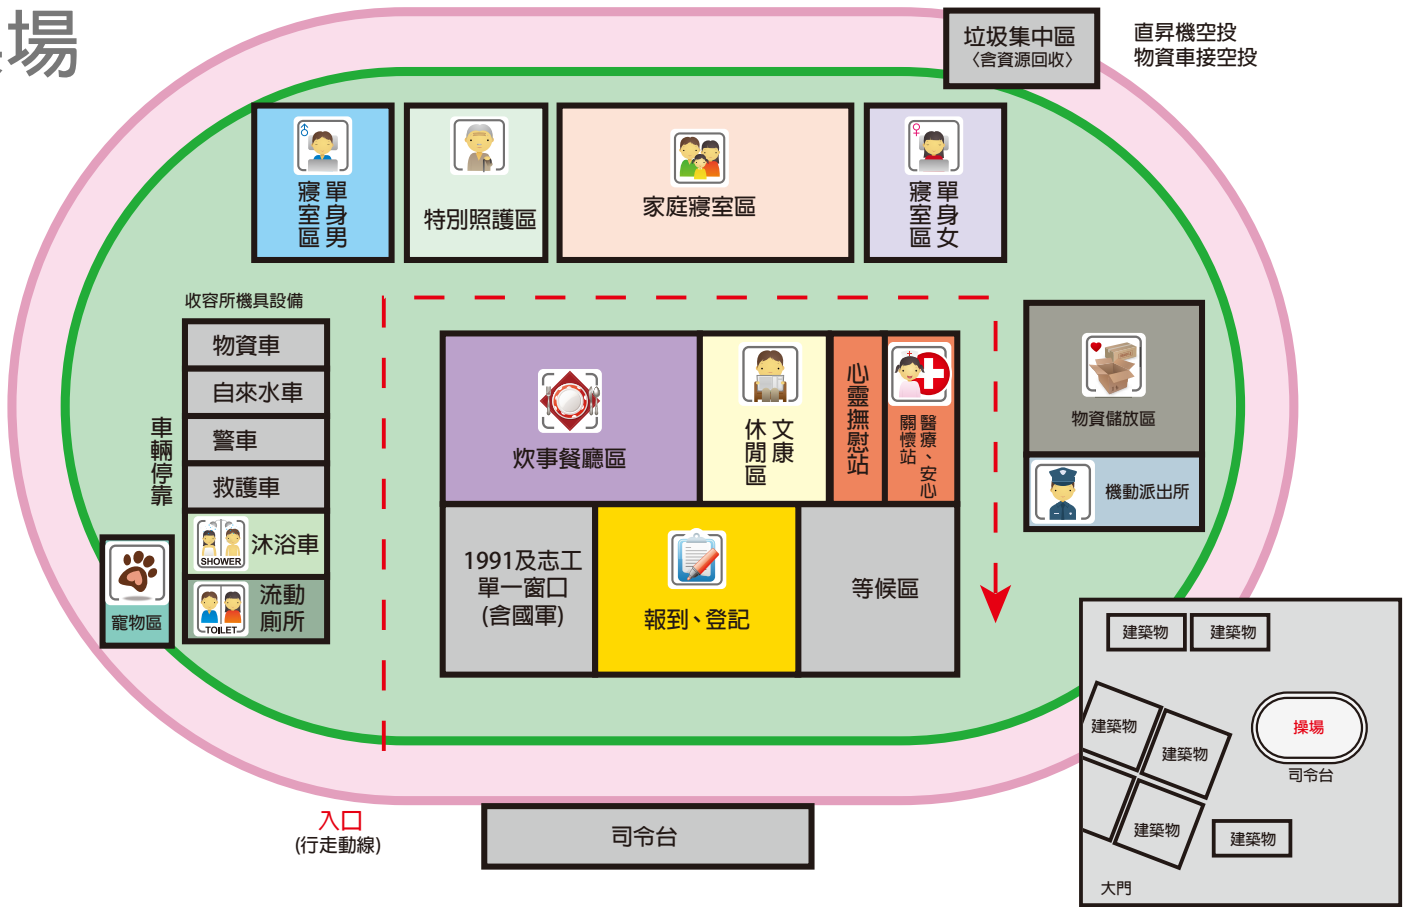 場
垃圾集中區
〈含資源回收〉
直昇機空投
物資車接空投
單身男
寢室區
特別照護區
家庭寢室區
單身女
寢室區
收容所機具設備
物資車
自來水車
警車
救護車
SHOWER
沐浴車
TOILET
流動
廁所
車輛停靠
寵物區
炊事餐廳區
文康
休閒區
心靈撫慰站
醫療、安心
關懷站
1991及志工
單一窗口
(含國軍)
報到、登記
等候區
物資儲放區
機動派出所
入口
(行走動線)
司令台
建築物
建築物
建築物
建築物
建築物
建築物
操場
司令台
大門